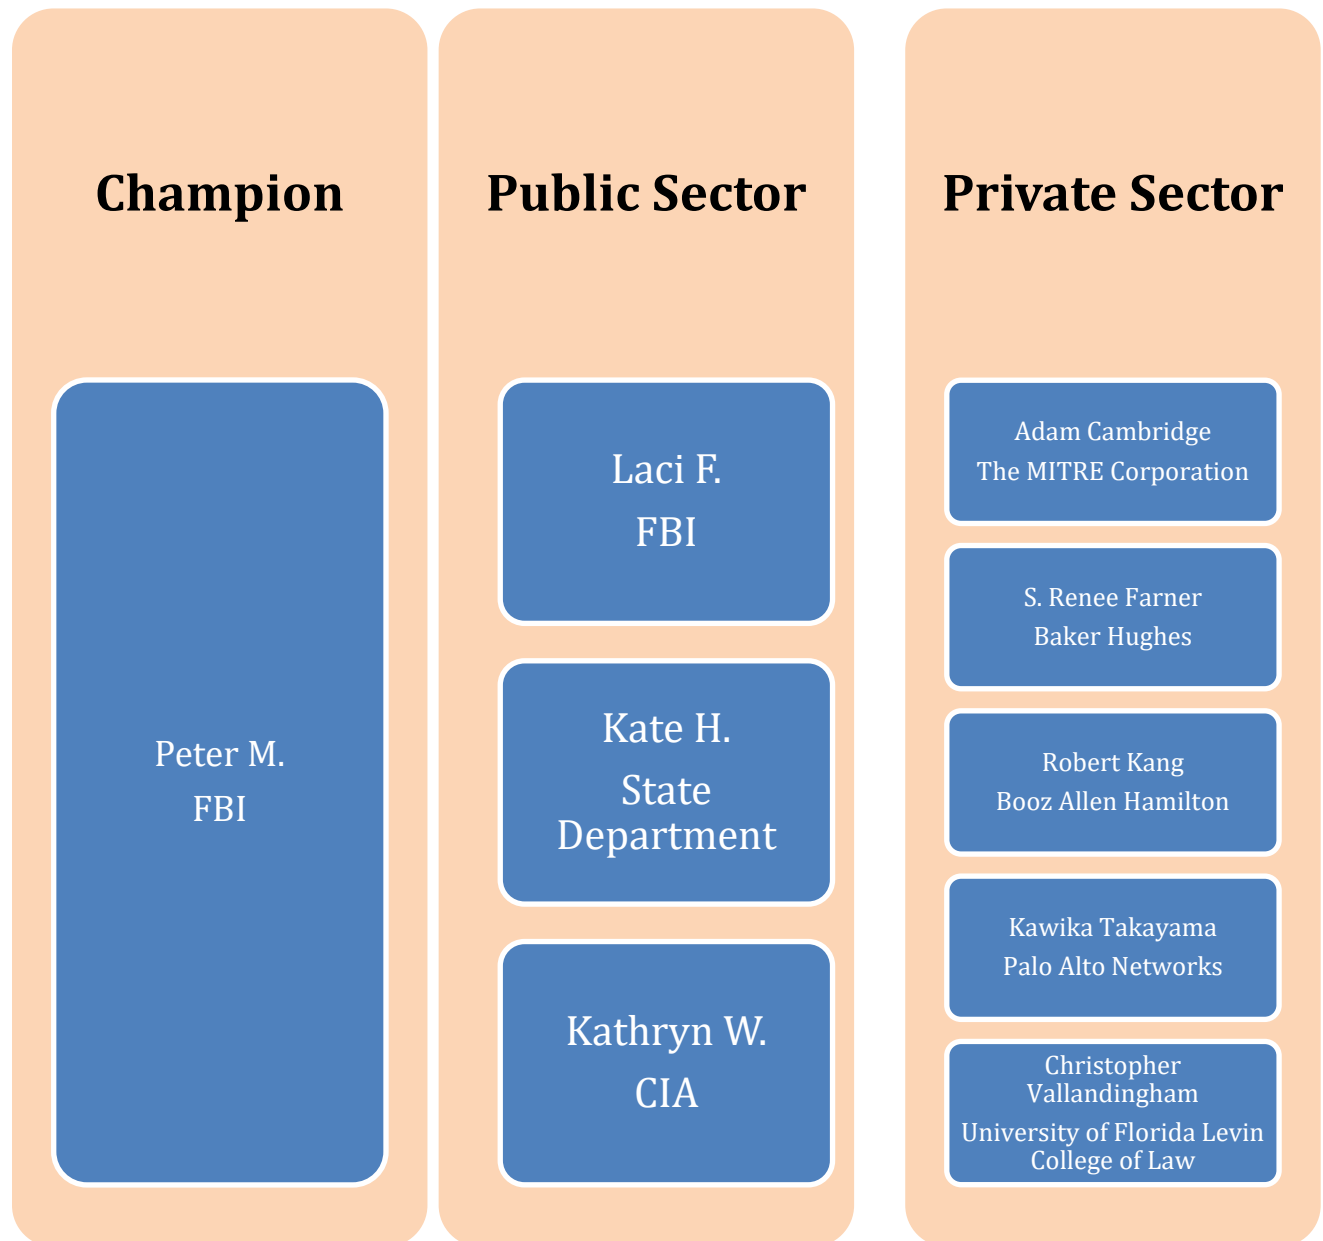 Champion
Peter M.
FBI
Public Sector
Laci F.
FBI
Kate H.
State
Department
Kathryn W.
CIA
Private Sector
Adam Cambridge
The MITRE Corporation
S. Renee Farner
Baker Hughes
Robert Kang
Booz Allen Hamilton
Kawika Takayama
Palo Alto Networks
Christopher
Vallandingham
University of Florida Levin
College of Law